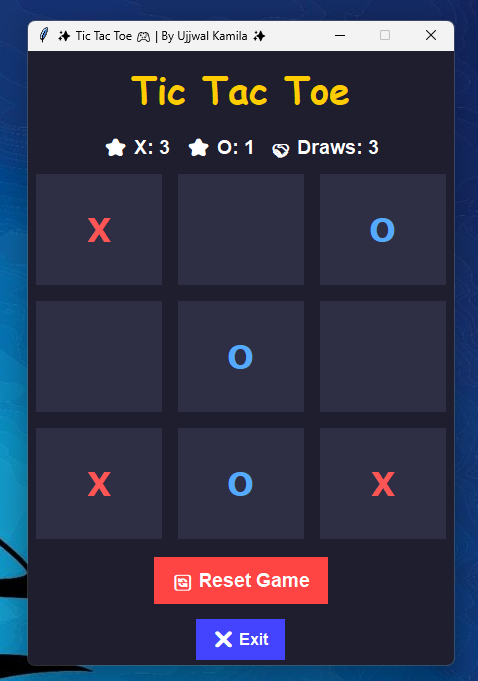 ✨ Tic Tac Toe 🎮 | By Ujjwal Kamila ✨
Tic Tac Toe
⭐ X: 3 ⭐ O: 1 🤝 Draws: 3
X O
O
X O X
🔄 Reset Game
❌ Exit